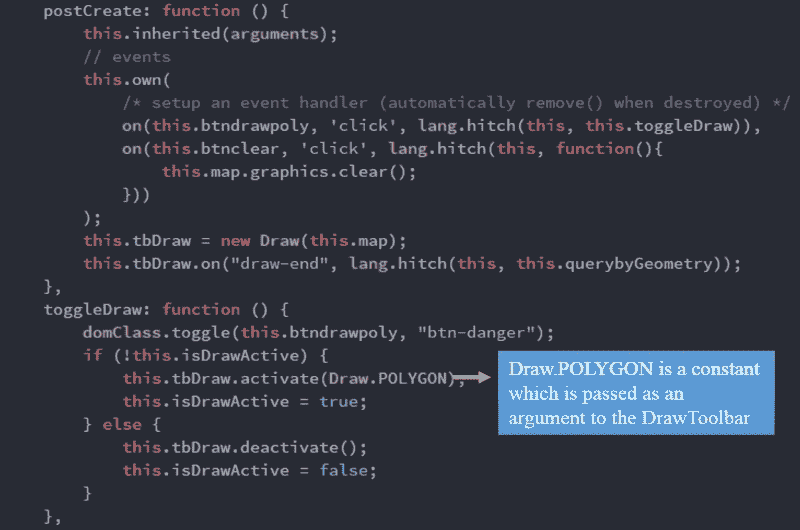 postCreate: function () {
this.inherited(arguments);
// events
this.own(
/* setup an event handler (automatically remove() when destroyed) */
on(this.btndrawpoly, 'click', lang.hitch(this, this.toggleDraw)),
on(this.btnclear, 'click', lang.hitch(this, function(){
this.map.graphics.clear();
}))
);
this.tbDraw = new Draw(this.map);
this.tbDraw.on("draw-end", lang.hitch(this, this.querybyGeometry));
},
toggleDraw: function () {
domClass.toggle(this.btndrawpoly, "btn-danger");
if (!this.isDrawActive) {
this.tbDraw.activate(Draw.POLYGON);
this.isDrawActive = true;
} else {
this.tbDraw.deactivate();
this.isDrawActive = false;
}
},
Draw.POLYGON is a constant
which is passed as an
argument to the DrawToolbar